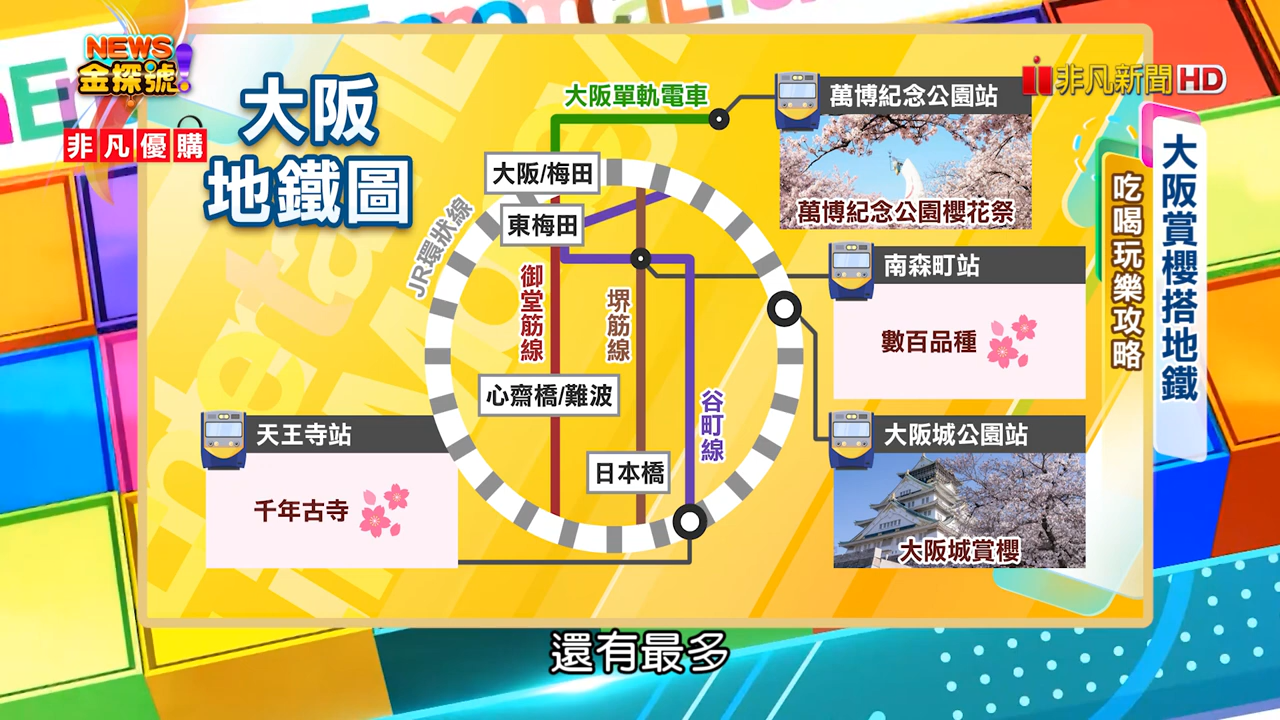 NEWS
金探號!
非凡優購
大阪
地鐵圖
非凡新聞HD
大阪賞櫻搭地鐵
吃喝玩樂攻略
大阪單軌電車
萬博紀念公園站
萬博紀念公園櫻花祭
大阪/梅田
東梅田
JR環狀線
御堂筋線
堺筋線
谷町線
南森町站
數百品種
心齋橋/難波
日本橋
天王寺站
千年古寺
大阪城公園站
大阪城賞櫻
還有最多